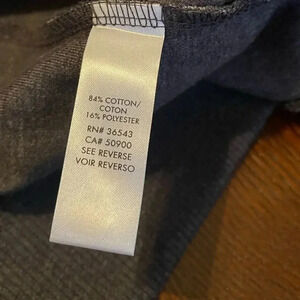 84% COTTON/
COTON
16% POLYESTER
RN# 36543
CA# 50900
SEE REVERSE
VOIR REVERSO